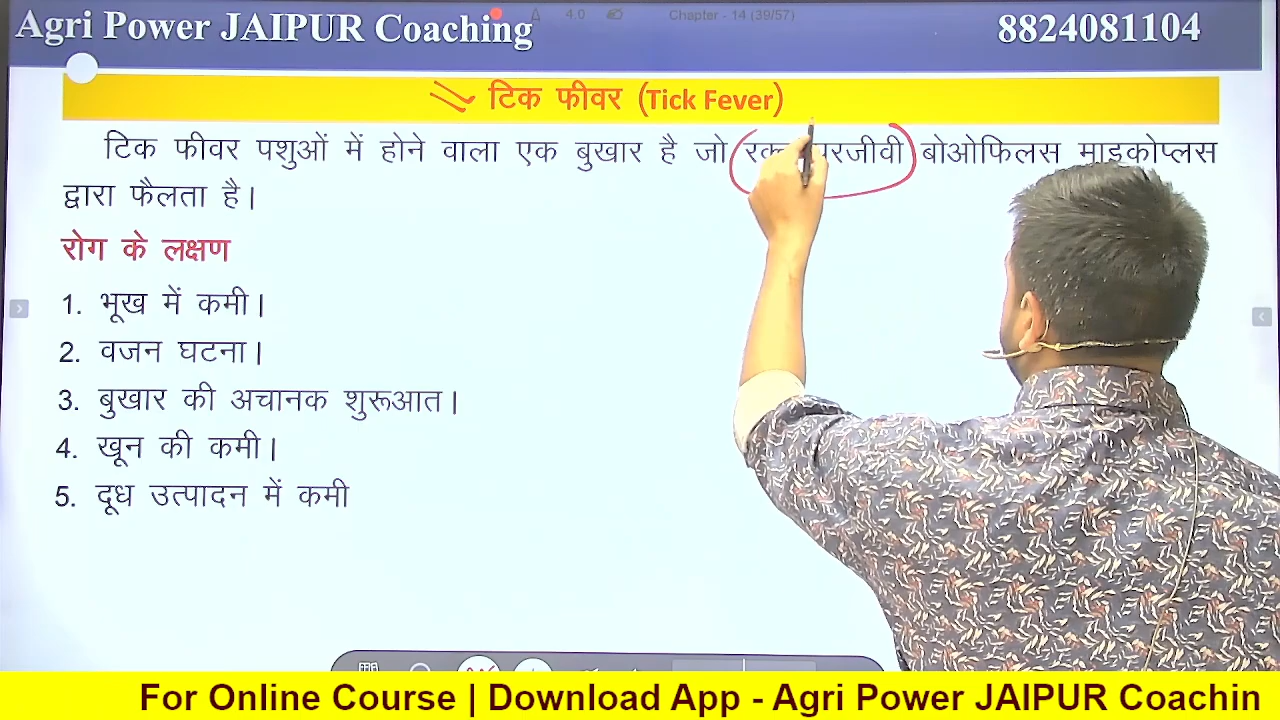 Agri Power JAIPUR Coaching
4.0
Chapter - 14 (39/57)
8824081104
टिक फीवर (Tick Fever)
टिक फीवर पशुओं में होने वाला एक बुखार है जो बोओफिलस माइकोप्लस
द्वारा फैलता है।
रोग के लक्षण
1. भूख में कमी।
2. वजन घटना।
3. बुखार की अचानक शुरूआत।
4. खून की कमी।
5. दूध उत्पादन में कमी
For Online Course | Download App - Agri Power JAIPUR Coachin